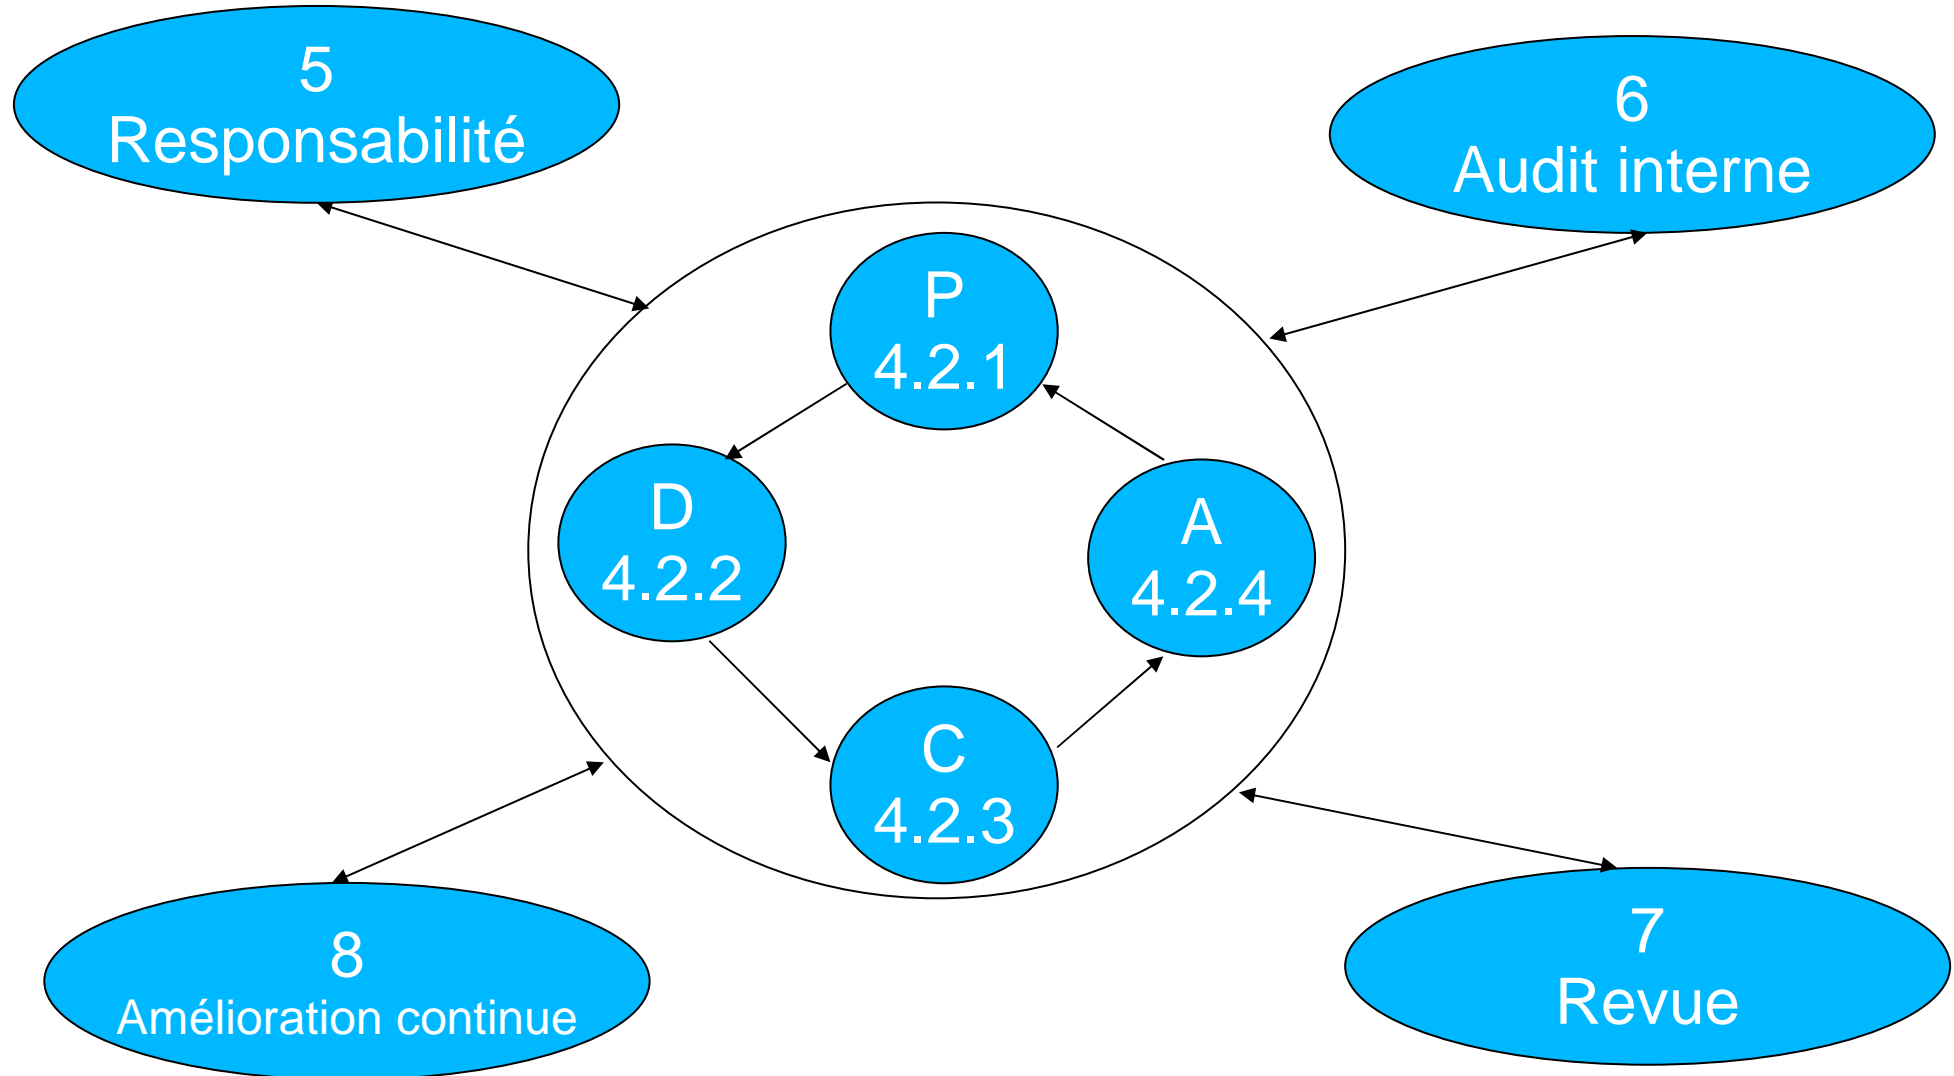 5
Responsabilité
6
Audit interne
P
4.2.1
D
4.2.2
A
4.2.4
C
4.2.3
8
Amélioration continue
7
Revue